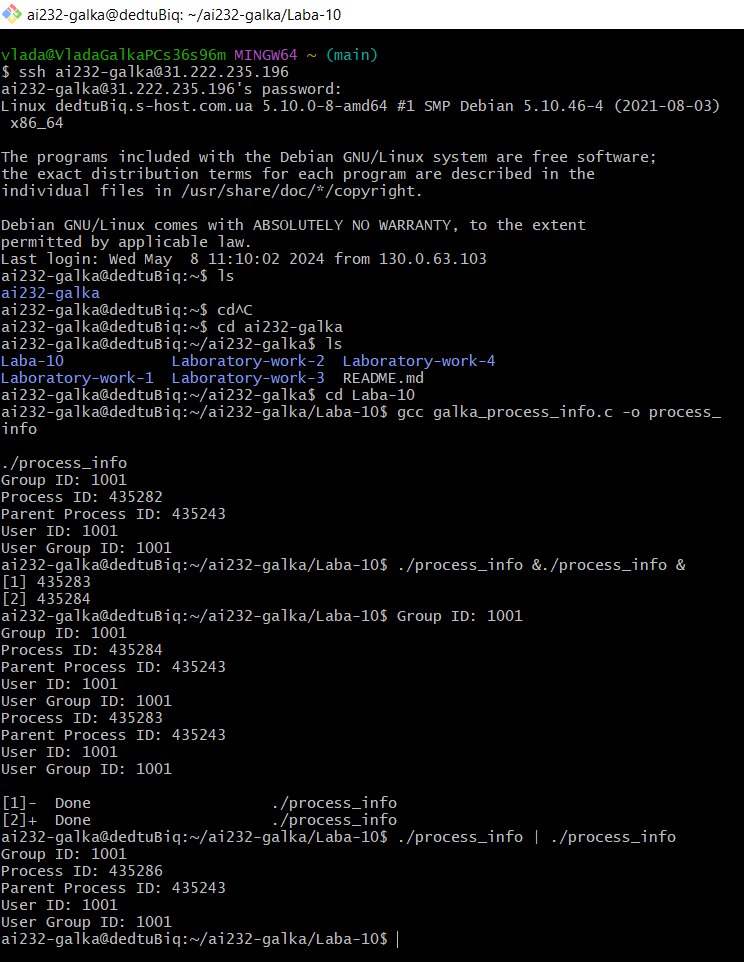 ai232-galka@dedtuBiq: ~/ai232-galka/Laba-10
vlada@VladaGalkaPCs36s96m MINGW64 ~ (main)
$ ssh ai232-galka@31.222.235.196
ai232-galka@31.222.235.196's password:
Linux dedtuBiq.s-host.com.ua 5.10.0-8-amd64 #1 SMP Debian 5.10.46-4 (2021-08-03)
 x86_64

The programs included with the Debian GNU/Linux system are free software;
the exact distribution terms for each program are described in the
individual files in /usr/share/doc/*/copyright.

Debian GNU/Linux comes with ABSOLUTELY NO WARRANTY, to the extent
permitted by applicable law.
Last login: Wed May  8 11:10:02 2024 from 130.0.63.103
ai232-galka@dedtuBiq:~$ ls
ai232-galka
ai232-galka@dedtuBiq:~$ cd^C
ai232-galka@dedtuBiq:~$ cd ai232-galka
ai232-galka@dedtuBiq:~/ai232-galka$ ls
Laba-10            Laboratory-work-2  Laboratory-work-4
Laboratory-work-1  Laboratory-work-3  README.md
ai232-galka@dedtuBiq:~/ai232-galka$ cd Laba-10
ai232-galka@dedtuBiq:~/ai232-galka/Laba-10$ gcc galka_process_info.c -o process_
info

./process_info
Group ID: 1001
Process ID: 435282
Parent Process ID: 435243
User ID: 1001
User Group ID: 1001
ai232-galka@dedtuBiq:~/ai232-galka/Laba-10$ ./process_info &./process_info &
[1] 435283
[2] 435284
ai232-galka@dedtuBiq:~/ai232-galka/Laba-10$ Group ID: 1001
Group ID: 1001
Process ID: 435284
Parent Process ID: 435243
User ID: 1001
User Group ID: 1001
Process ID: 435283
Parent Process ID: 435243
User ID: 1001
User Group ID: 1001

[1]-  Done                    ./process_info
[2]+  Done                    ./process_info
ai232-galka@dedtuBiq:~/ai232-galka/Laba-10$ ./process_info | ./process_info
Group ID: 1001
Process ID: 435286
Parent Process ID: 435243
User ID: 1001
User Group ID: 1001
ai232-galka@dedtuBiq:~/ai232-galka/Laba-10$